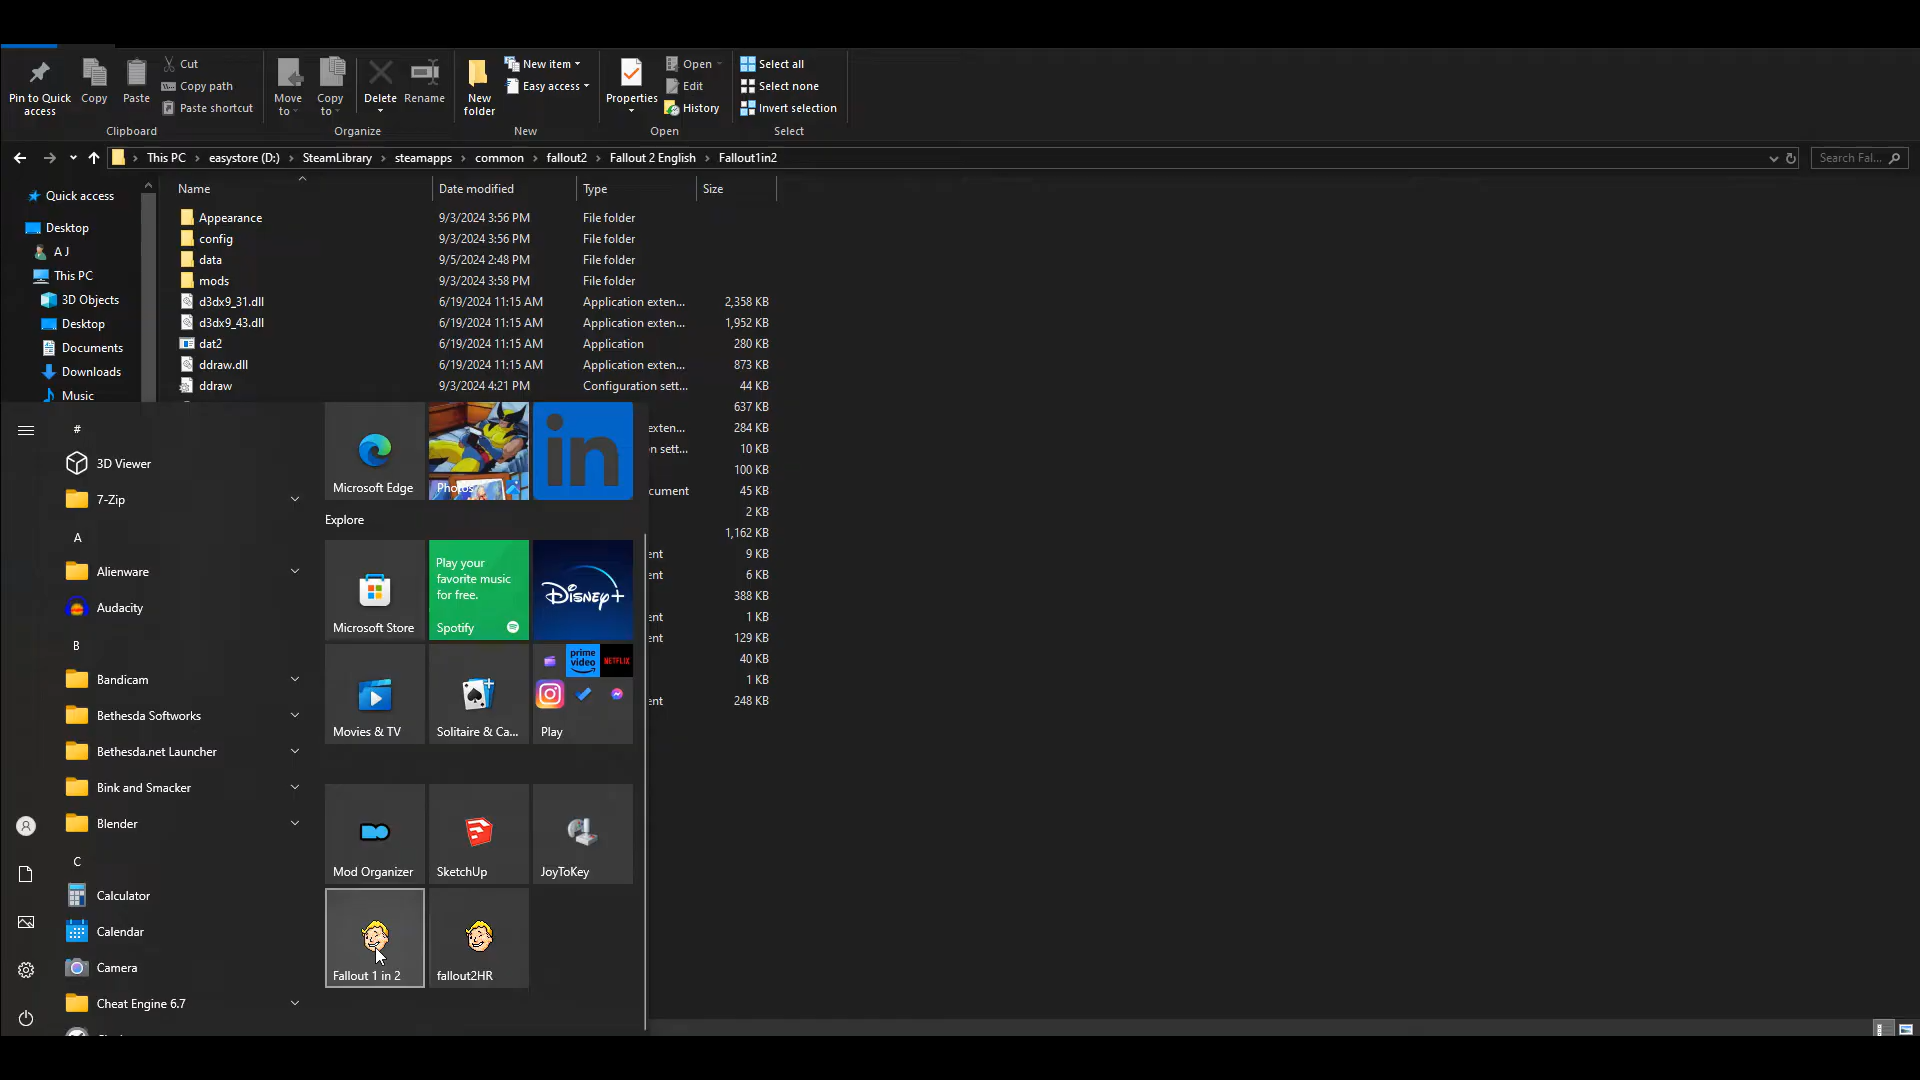 Pin to Quick access
Copy
Paste
Cut
Copy path
Paste shortcut
Clipboard
Move to
Copy to
Delete
Rename
Organize
New folder
New item
Easy access
New
Properties
Open
Edit
History
Open
Select all
Select none
Invert selection
Select
This PC
easystore (D:)
SteamLibrary
steamapps
common
fallout2
Fallout 2 English
Fallout1in2
Search Fal...
Quick access
Desktop
A J
This PC
3D Objects
Desktop
Documents
Downloads
Music
Name Date modified Type Size
Appearance 9/3/2024 3:56 PM File folder
config 9/3/2024 3:56 PM File folder
data 9/5/2024 2:48 PM File folder
mods 9/3/2024 3:58 PM File folder
d3dx9_31.dll 6/19/2024 11:15 AM Application exten... 2,358 KB
d3dx9_43.dll 6/19/2024 11:15 AM Application exten... 1,952 KB
dat2 6/19/2024 11:15 AM Application 280 KB
ddraw.dll 6/19/2024 11:15 AM Application exten... 873 KB
ddraw 9/3/2024 4:21 PM Configuration sett... 44 KB
637 KB
exten... 284 KB
sett... 10 KB
100 KB
ocument 45 KB
2 KB
1,162 KB
ent 9 KB
ent 6 KB
388 KB
ent 1 KB
ent 129 KB
40 KB
1 KB
ent 248 KB
#
3D Viewer
7-Zip
A
Alienware
Audacity
B
Bandicam
Bethesda Softworks
Bethesda.net Launcher
Bink and Smacker
Blender
C
Calculator
Calendar
Camera
Cheat Engine 6.7
Microsoft Edge
Photos
in
Explore
Microsoft Store
Play your
favorite music
for free.
Spotify
Disney+
Movies & TV
Solitaire & Ca...
prime video
NETFLIX
Play
Mod Organizer
SketchUp
JoyToKey
Fallout 1 in 2
fallout2HR